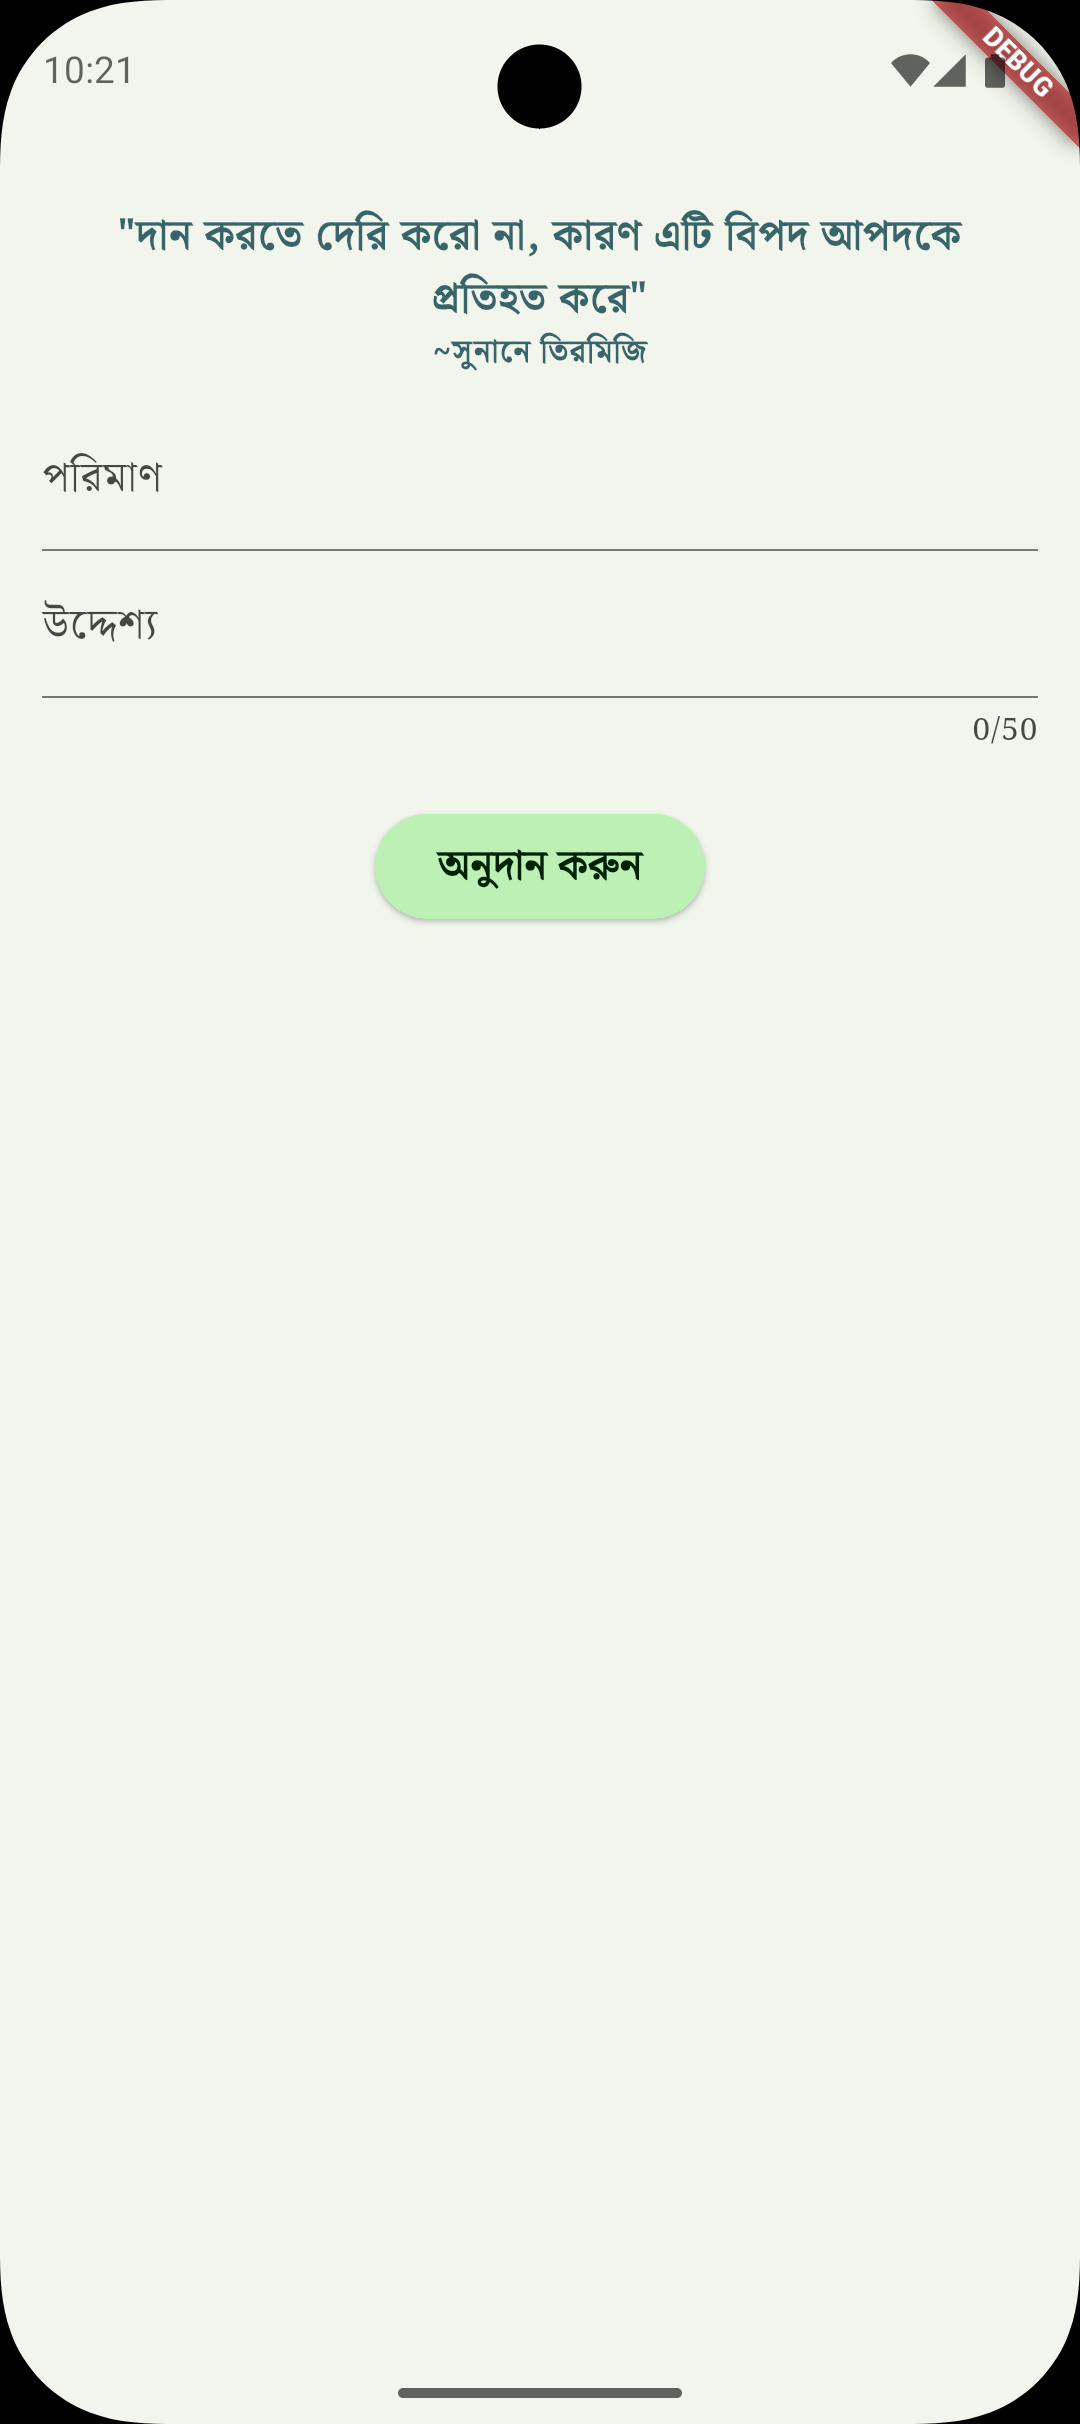 10:21
DEBUG
"দান করতে দেরি করো না, কারণ এটি বিপদ আপদকে
প্রতিহত করে"
~সুনানে তিরমিজি
পরিমাণ
উদ্দেশ্য
0/50
অনুদান করুন